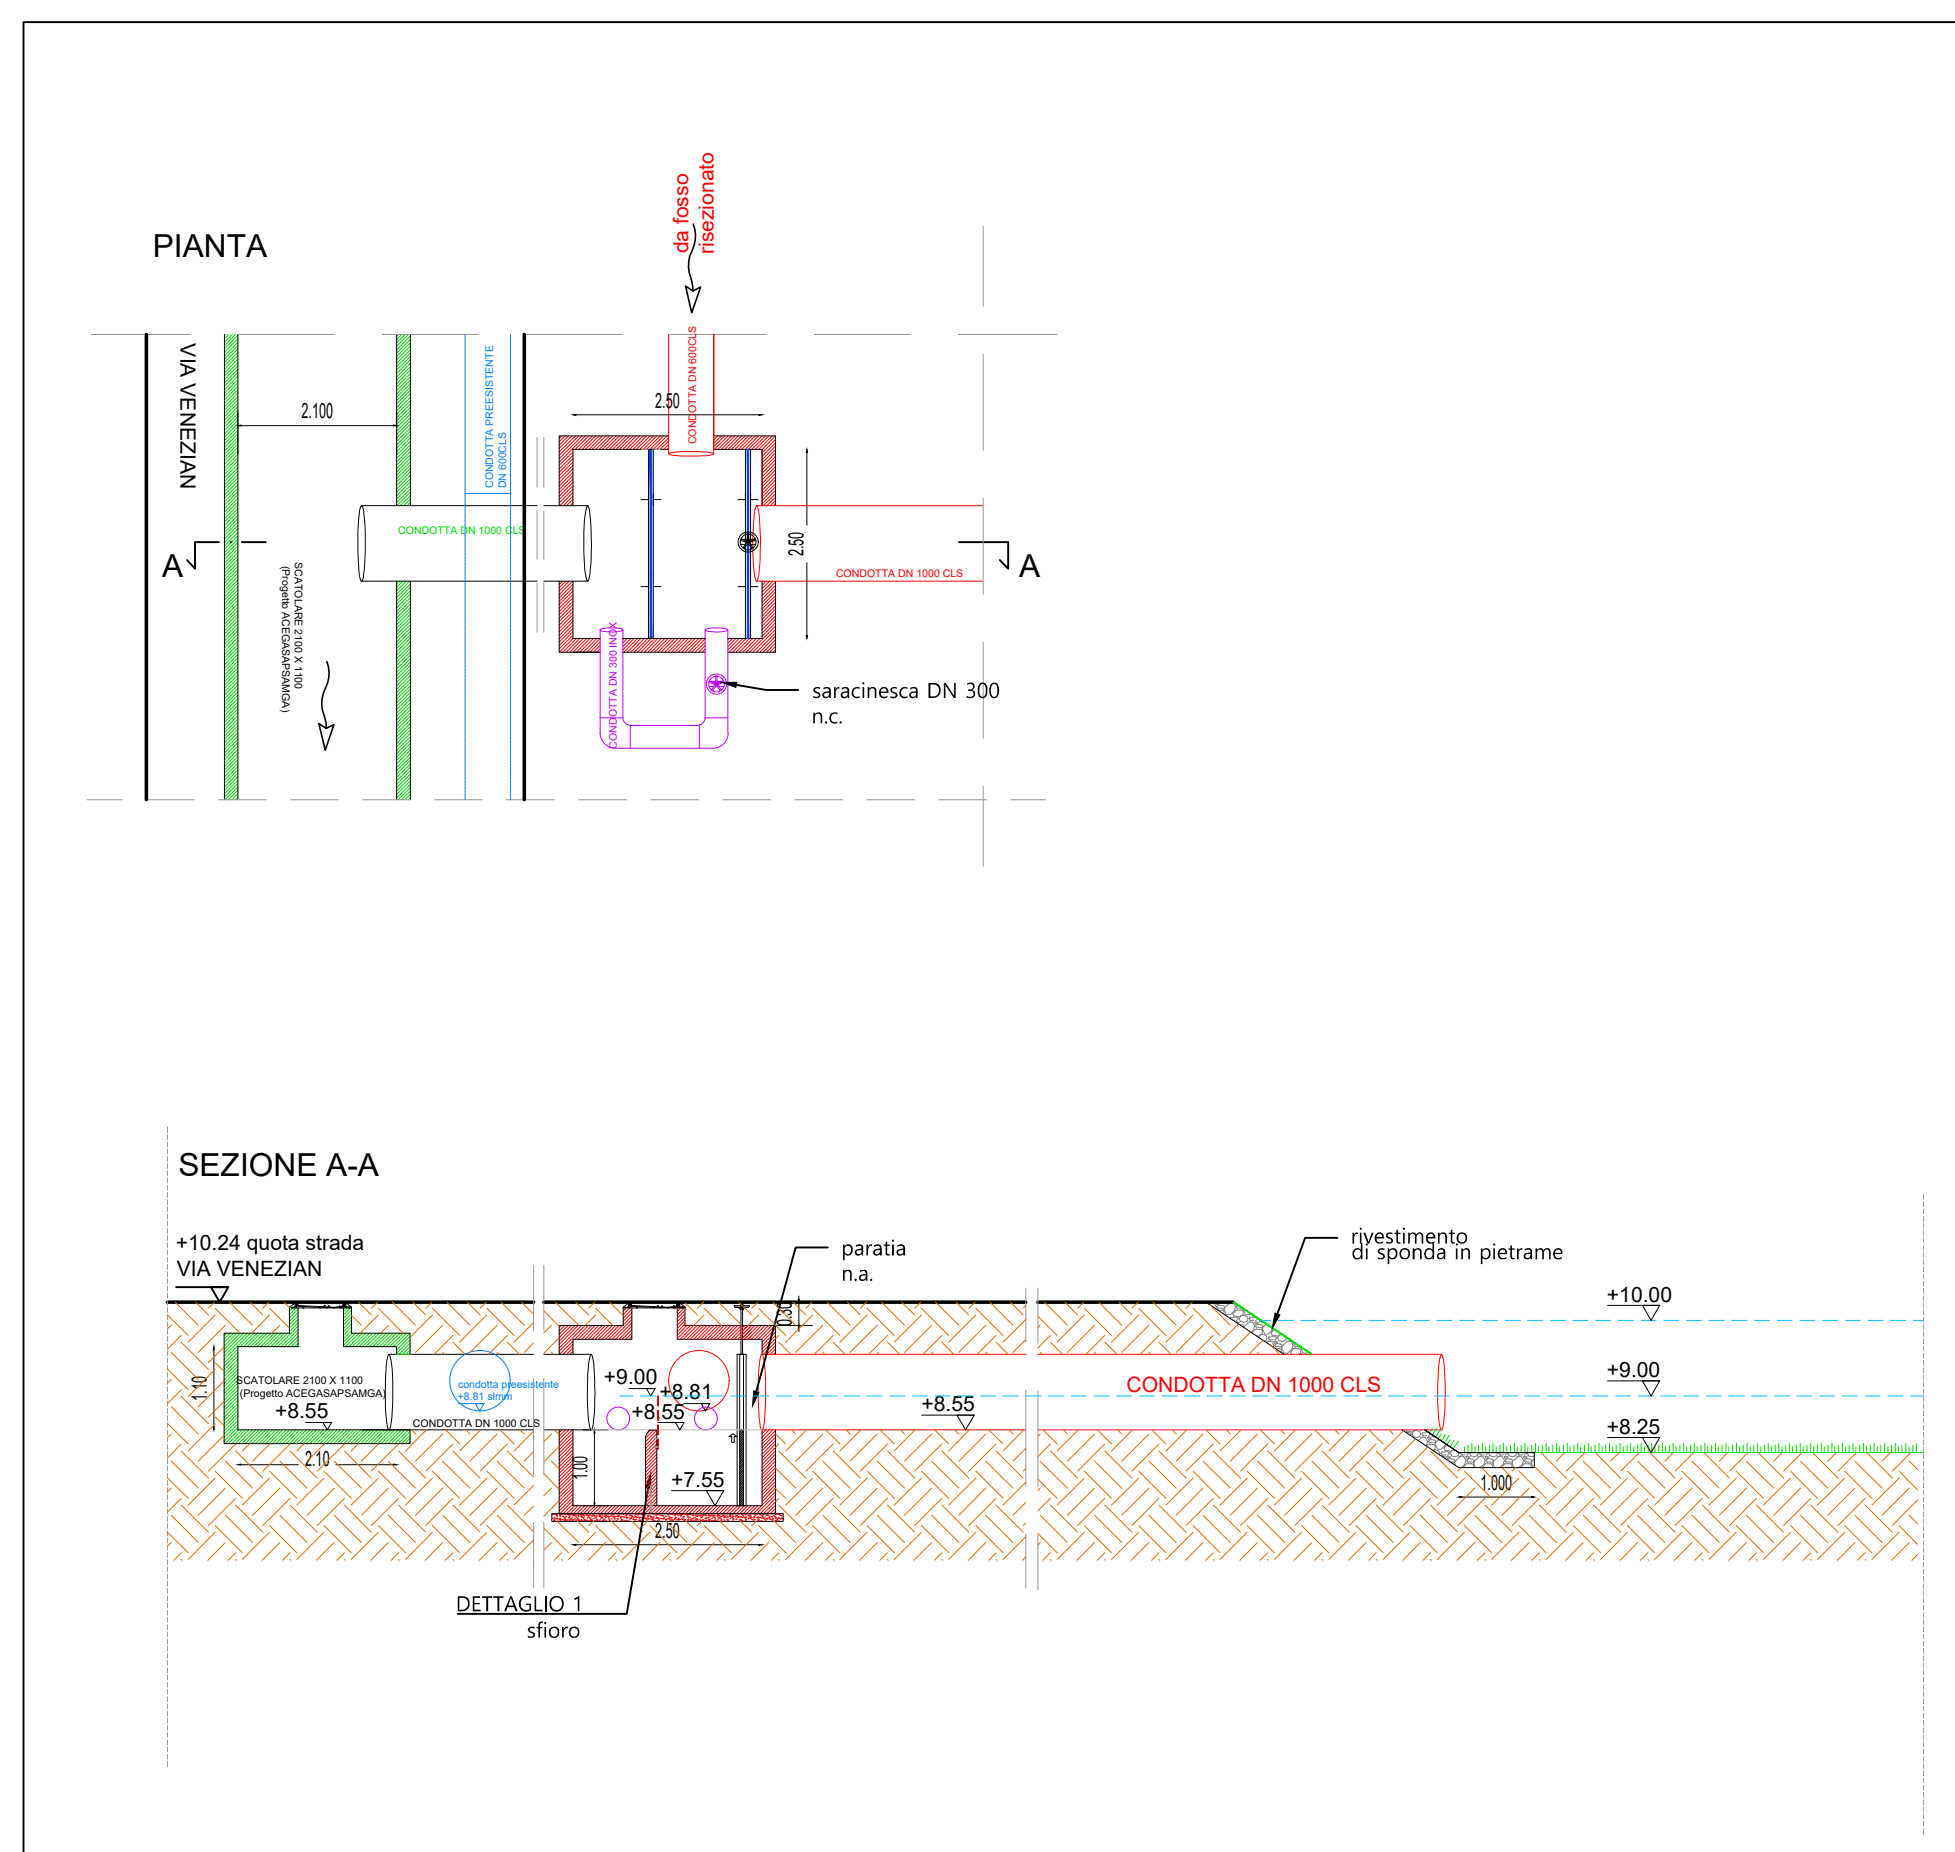 da fosso
risezionato
PIANTA
VIA VENEZIAN
2.100
CONDOTTA PREESISTENTE
DN 600CLS
CONDOTTA DN 600CLS
2.50
2.50
CONDOTTA DN 1000 CLS
A
A
CONDOTTA DN 1000 CLS
SCATOLARE 2100 X 1100
(Progetto ACEGASAPSAMGA)
CONDOTTA DN 300 INOX
saracinesca DN 300
n.c.
SEZIONE A-A
+10.24 quota strada
VIA VENEZIAN
paratia
n.a.
rivestimento
di sponda in pietrame
0.30
+10.00
+9.00
+8.25
1.10
SCATOLARE 2100 X 1100
(Progetto ACEGASAPSAMGA)
+8.55
2.10
condotta preesistente
+8.81 slmm
CONDOTTA DN 1000 CLS
+9.00
+8.81
+8.55
1.00
+7.55
2.50
+8.55
CONDOTTA DN 1000 CLS
1.000
DETTAGLIO 1
sfioro